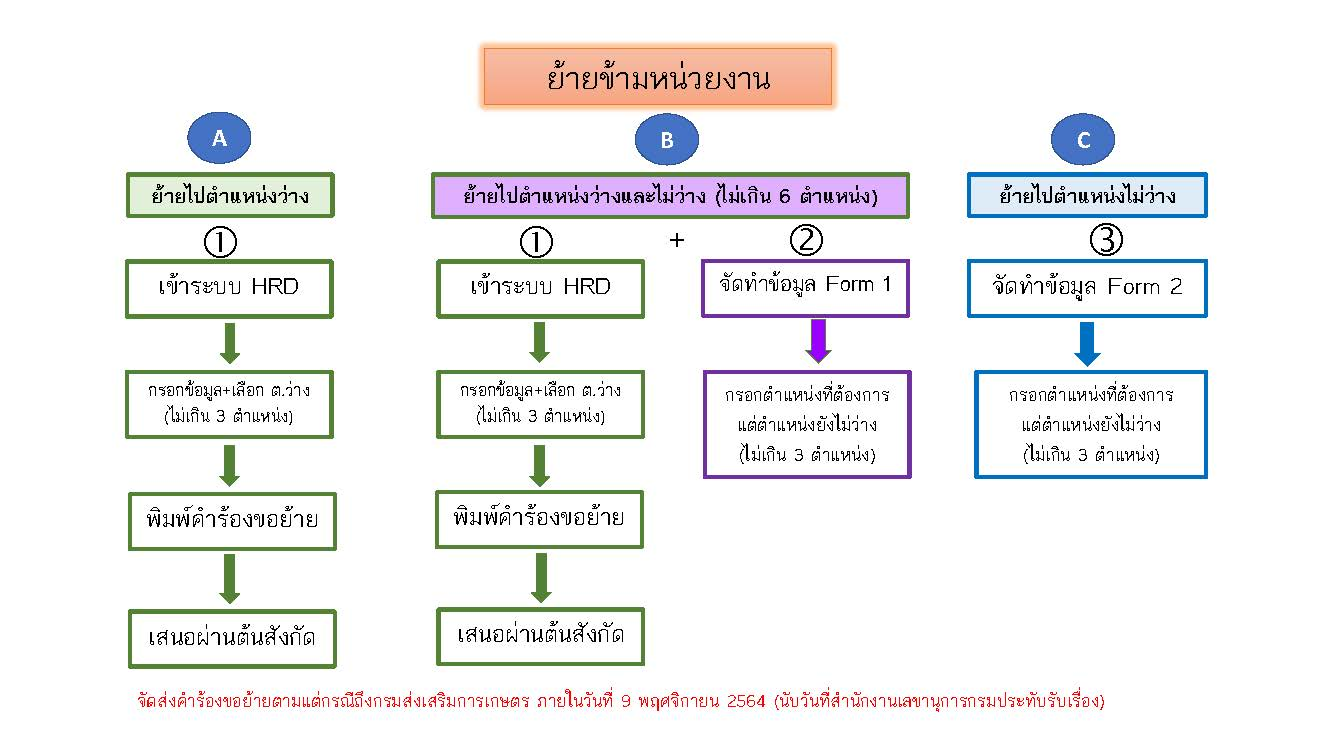 ย้ายข้ามหน่วยงาน
A
ย้ายไปตำแหน่งว่าง
①
เข้าระบบ HRD
กรอกข้อมูล+เลือก ต.ว่าง
(ไม่เกิน 3 ตำแหน่ง)
พิมพ์คำร้องขอย้าย
เสนอผ่านต้นสังกัด
B
ย้ายไปตำแหน่งว่างและไม่ว่าง (ไม่เกิน 6 ตำแหน่ง)
①
เข้าระบบ HRD
กรอกข้อมูล+เลือก ต.ว่าง
(ไม่เกิน 3 ตำแหน่ง)
พิมพ์คำร้องขอย้าย
เสนอผ่านต้นสังกัด
+
②
จัดทำข้อมูล Form 1
กรอกตำแหน่งที่ต้องการ
แต่ตำแหน่งยังไม่ว่าง
(ไม่เกิน 3 ตำแหน่ง)
C
ย้ายไปตำแหน่งไม่ว่าง
③
จัดทำข้อมูล Form 2
กรอกตำแหน่งที่ต้องการ
แต่ตำแหน่งยังไม่ว่าง
(ไม่เกิน 3 ตำแหน่ง)
จัดส่งคำร้องขอย้ายตามแต่กรณีถึงกรมส่งเสริมการเกษตร ภายในวันที่ 9 พฤศจิกายน 2564 (นับวันที่สำนักงานเลขานุการกรมประทับรับเรื่อง)